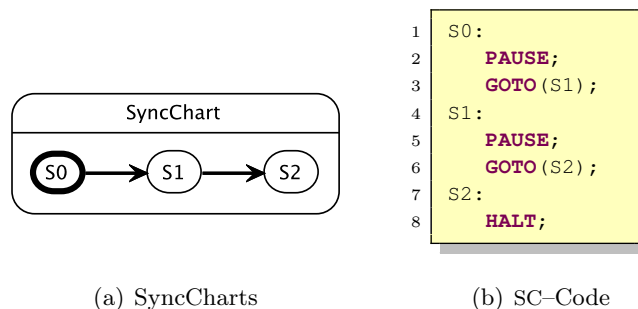 SyncChart
S0 S1 S2
(a) SyncCharts
1 S0:
2 PAUSE;
3 GOTO(S1);
4 S1:
5 PAUSE;
6 GOTO(S2);
7 S2:
8 HALT;
(b) SC–Code